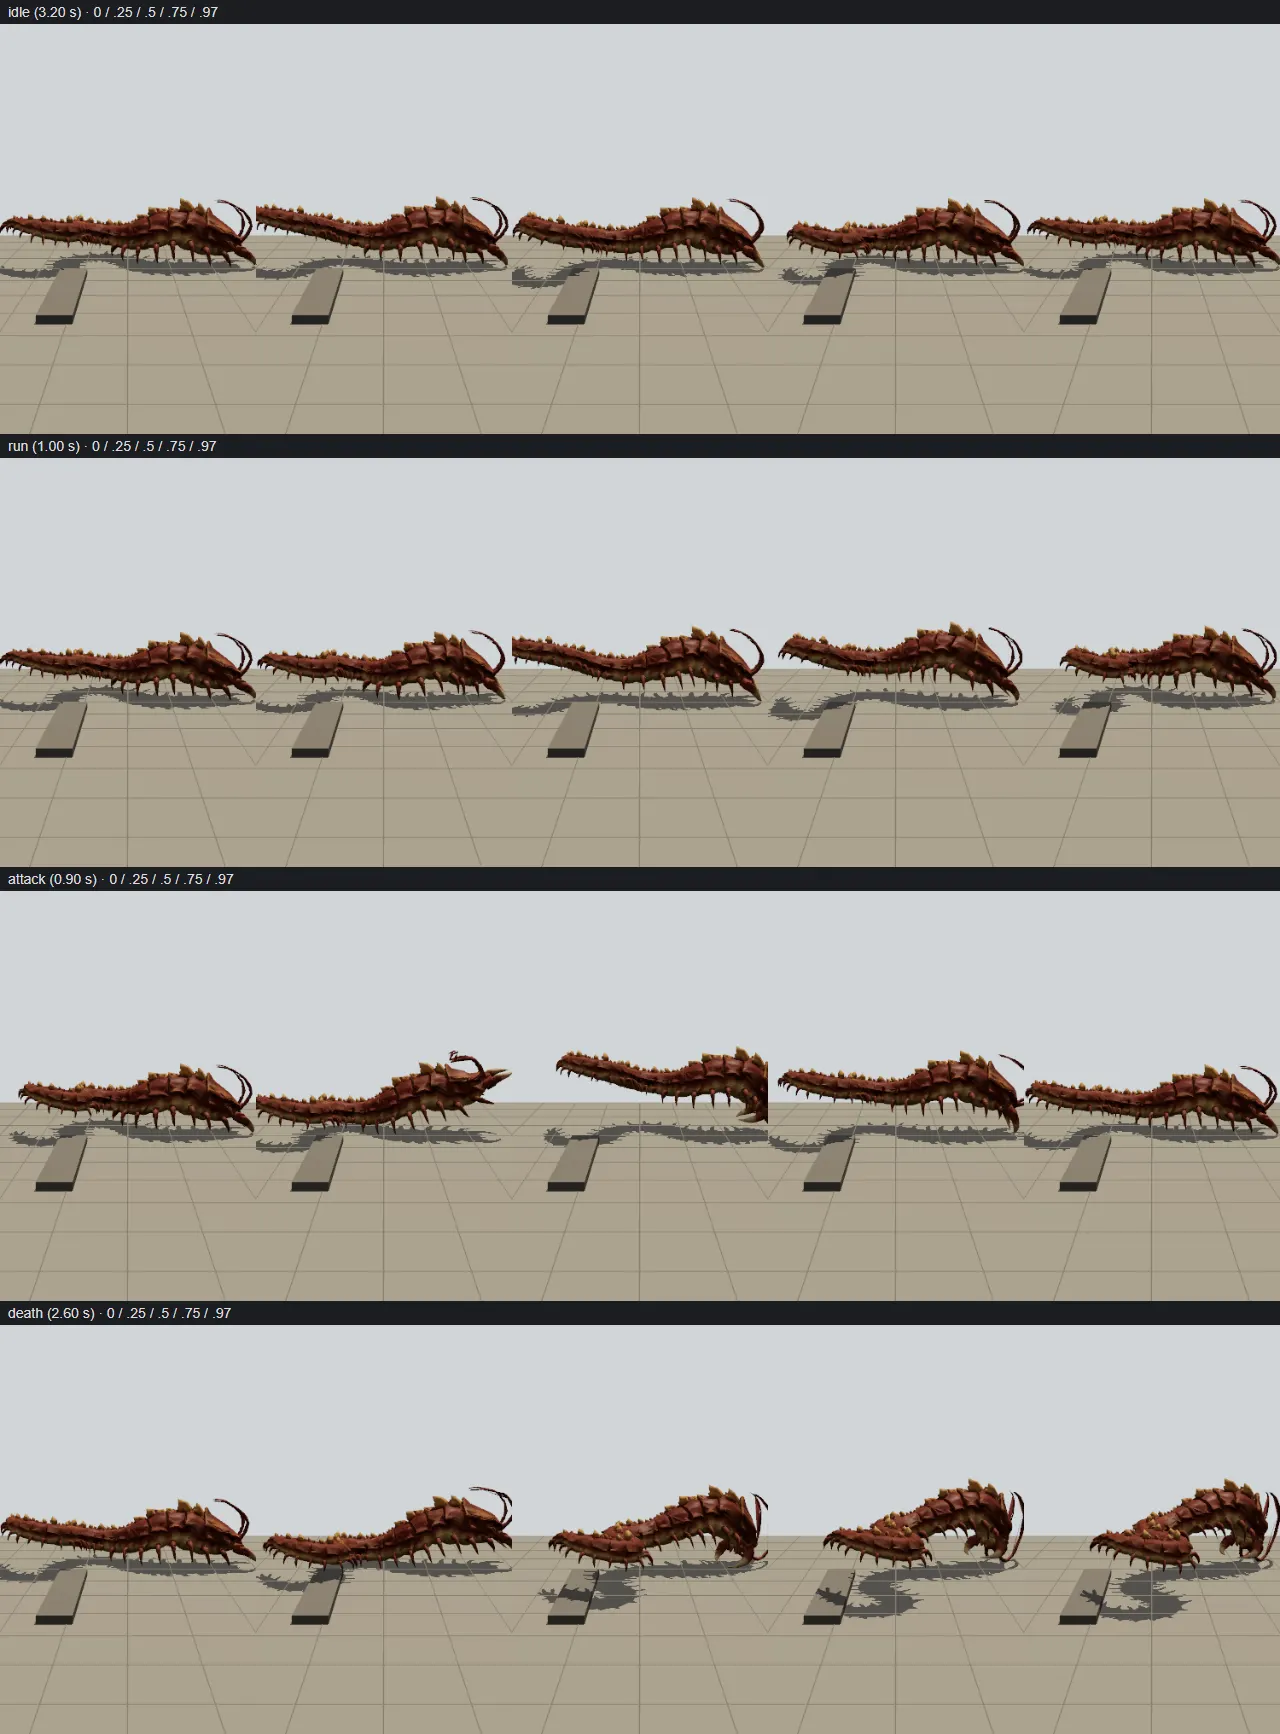 idle (3.20 s) · 0 / .25 / .5 / .75 / .97
run (1.00 s) · 0 / .25 / .5 / .75 / .97
attack (0.90 s) · 0 / .25 / .5 / .75 / .97
death (2.60 s) · 0 / .25 / .5 / .75 / .97